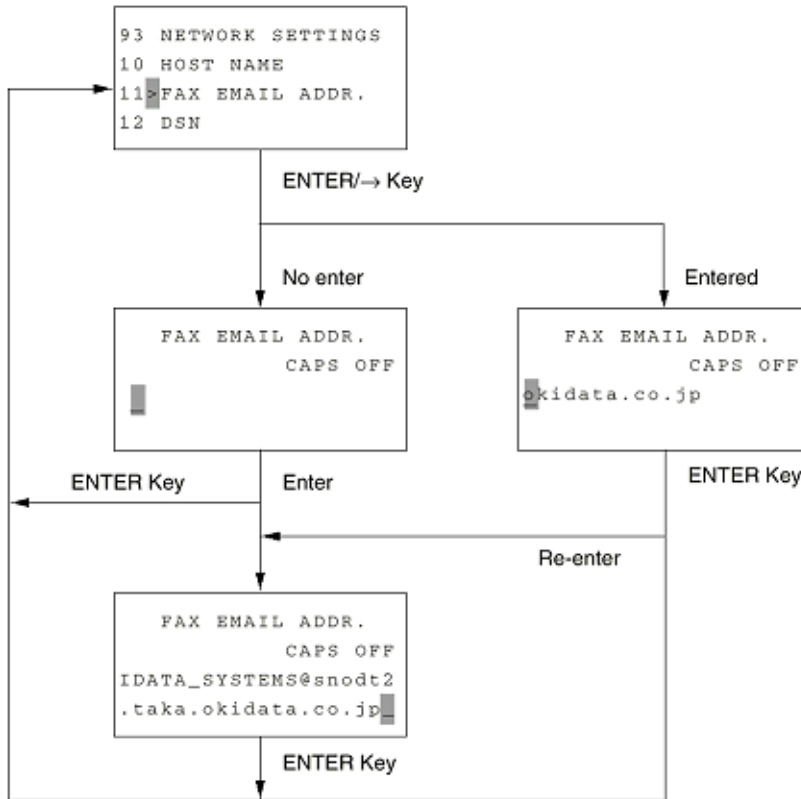 93 NETWORK SETTINGS
10 HOST NAME
11>FAX EMAIL ADDR.
12 DSN
ENTER/→ Key
No enter
Entered
FAX EMAIL ADDR.
CAPS OFF
_
FAX EMAIL ADDR.
CAPS OFF
okidata.co.jp
ENTER Key
Enter
ENTER Key
Re-enter
FAX EMAIL ADDR.
CAPS OFF
IDATA_SYSTEMS@snodt2
.taka.okidata.co.jp_
ENTER Key